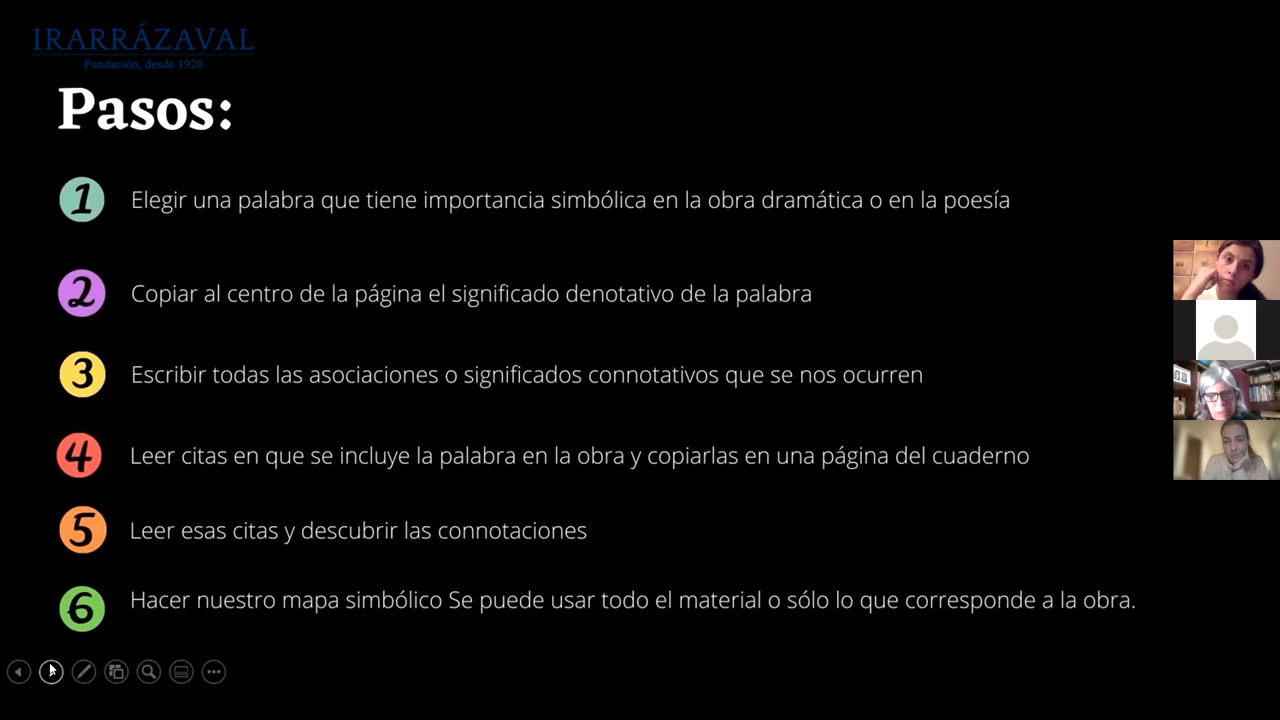 IRARRÁZAVAL
Fundación, desde 1920
Pasos:
1 Elegir una palabra que tiene importancia simbólica en la obra dramática o en la poesía
2 Copiar al centro de la página el significado denotativo de la palabra
3 Escribir todas las asociaciones o significados connotativos que se nos ocurren
4 Leer citas en que se incluye la palabra en la obra y copiarlas en una página del cuaderno
5 Leer esas citas y descubrir las connotaciones
6 Hacer nuestro mapa simbólico Se puede usar todo el material o sólo lo que corresponde a la obra.